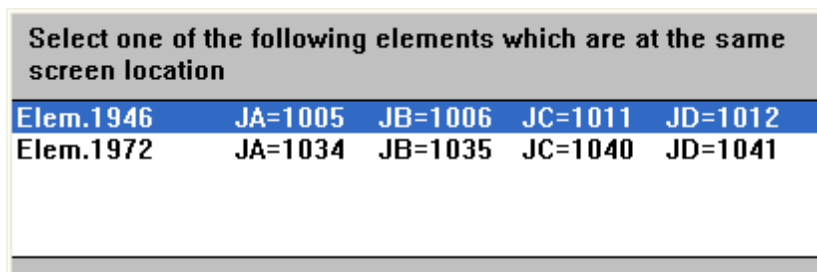 Select one of the following elements which are at the same
screen location
Elem.1946 JA=1005 JB=1006 JC=1011 JD=1012
Elem.1972 JA=1034 JB=1035 JC=1040 JD=1041